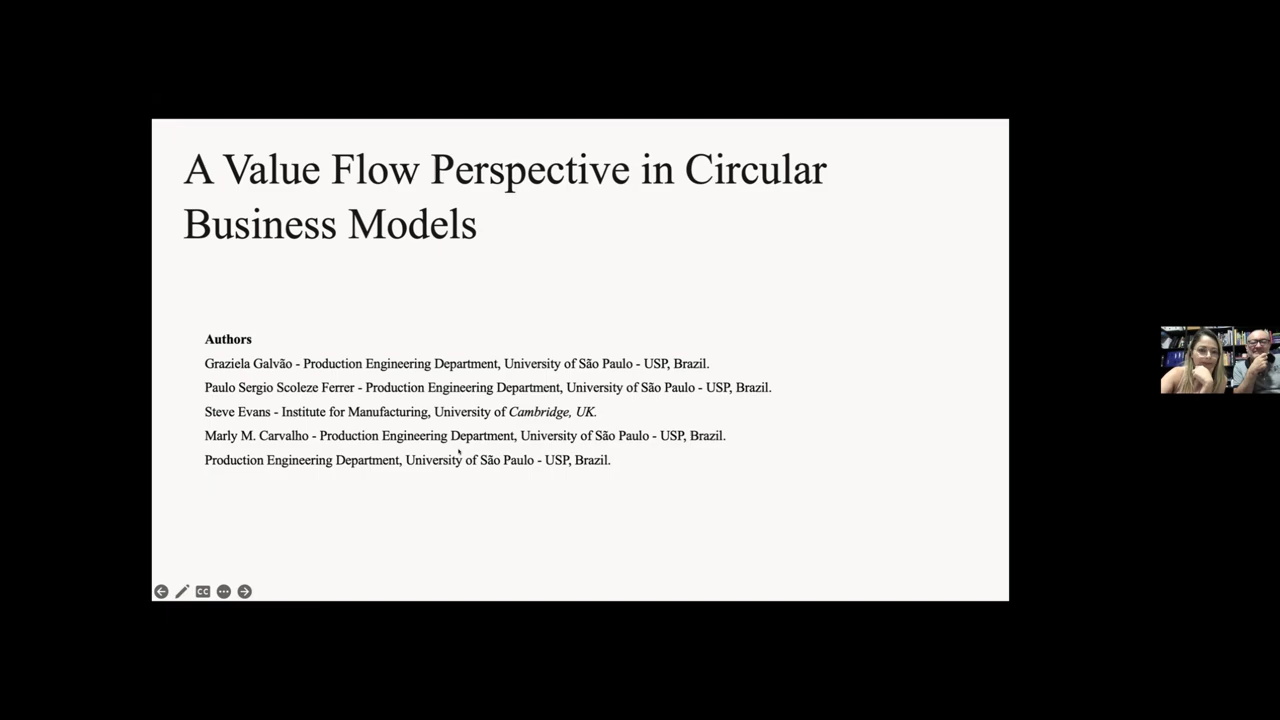 A Value Flow Perspective in Circular
Business Models
Authors
Graziela Galvão - Production Engineering Department, University of São Paulo - USP, Brazil.
Paulo Sergio Scoleze Ferrer - Production Engineering Department, University of São Paulo - USP, Brazil.
Steve Evans - Institute for Manufacturing, University of Cambridge, UK.
Marly M. Carvalho - Production Engineering Department, University of São Paulo - USP, Brazil.
Production Engineering Department, University of São Paulo - USP, Brazil.
CC